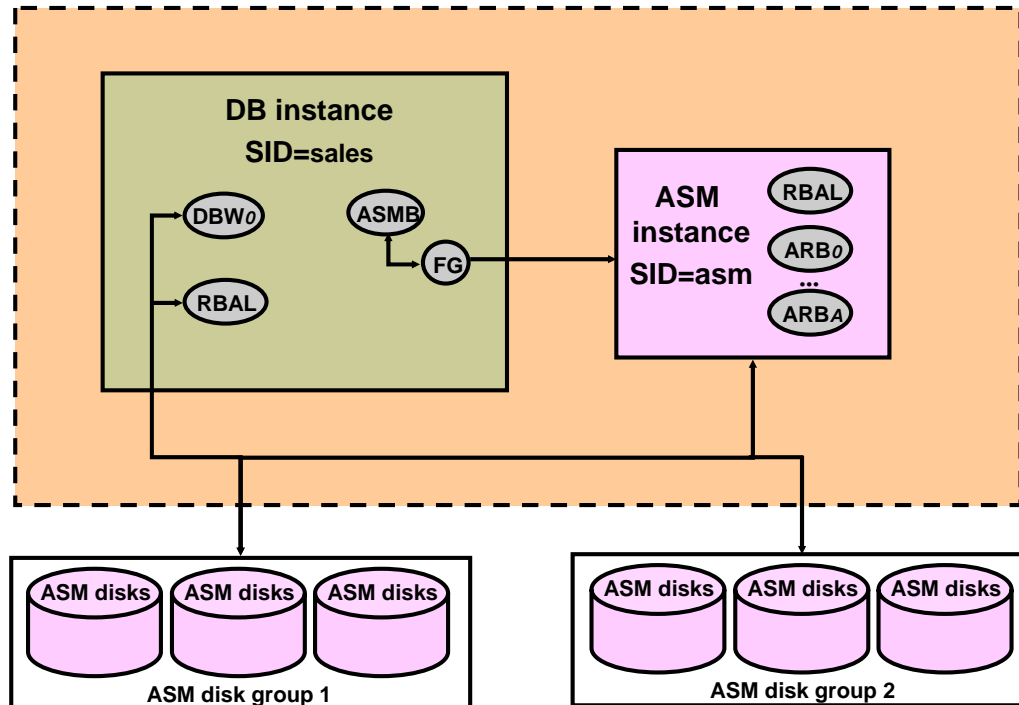 DB instance
SID=sales
DBW0
ASMB
FG
RBAL
ASM
instance
SID=asm
RBAL
ARB0
...
ARBA
ASM disks
ASM disks
ASM disks
ASM disk group 1
ASM disks
ASM disks
ASM disks
ASM disk group 2